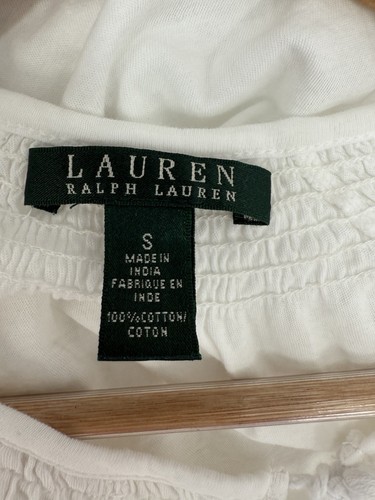 LAUREN
RALPH LAUREN
S
MADE IN
INDIA
FABRIQUE EN
INDE
100%COTTON/
COTON